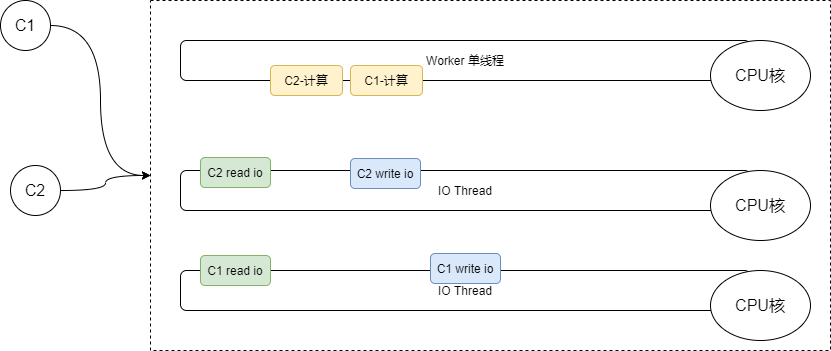 C1
C2
Worker 单线程
C2-计算
C1-计算
CPU核
C2 read io
C2 write io
IO Thread
CPU核
C1 read io
C1 write io
IO Thread
CPU核